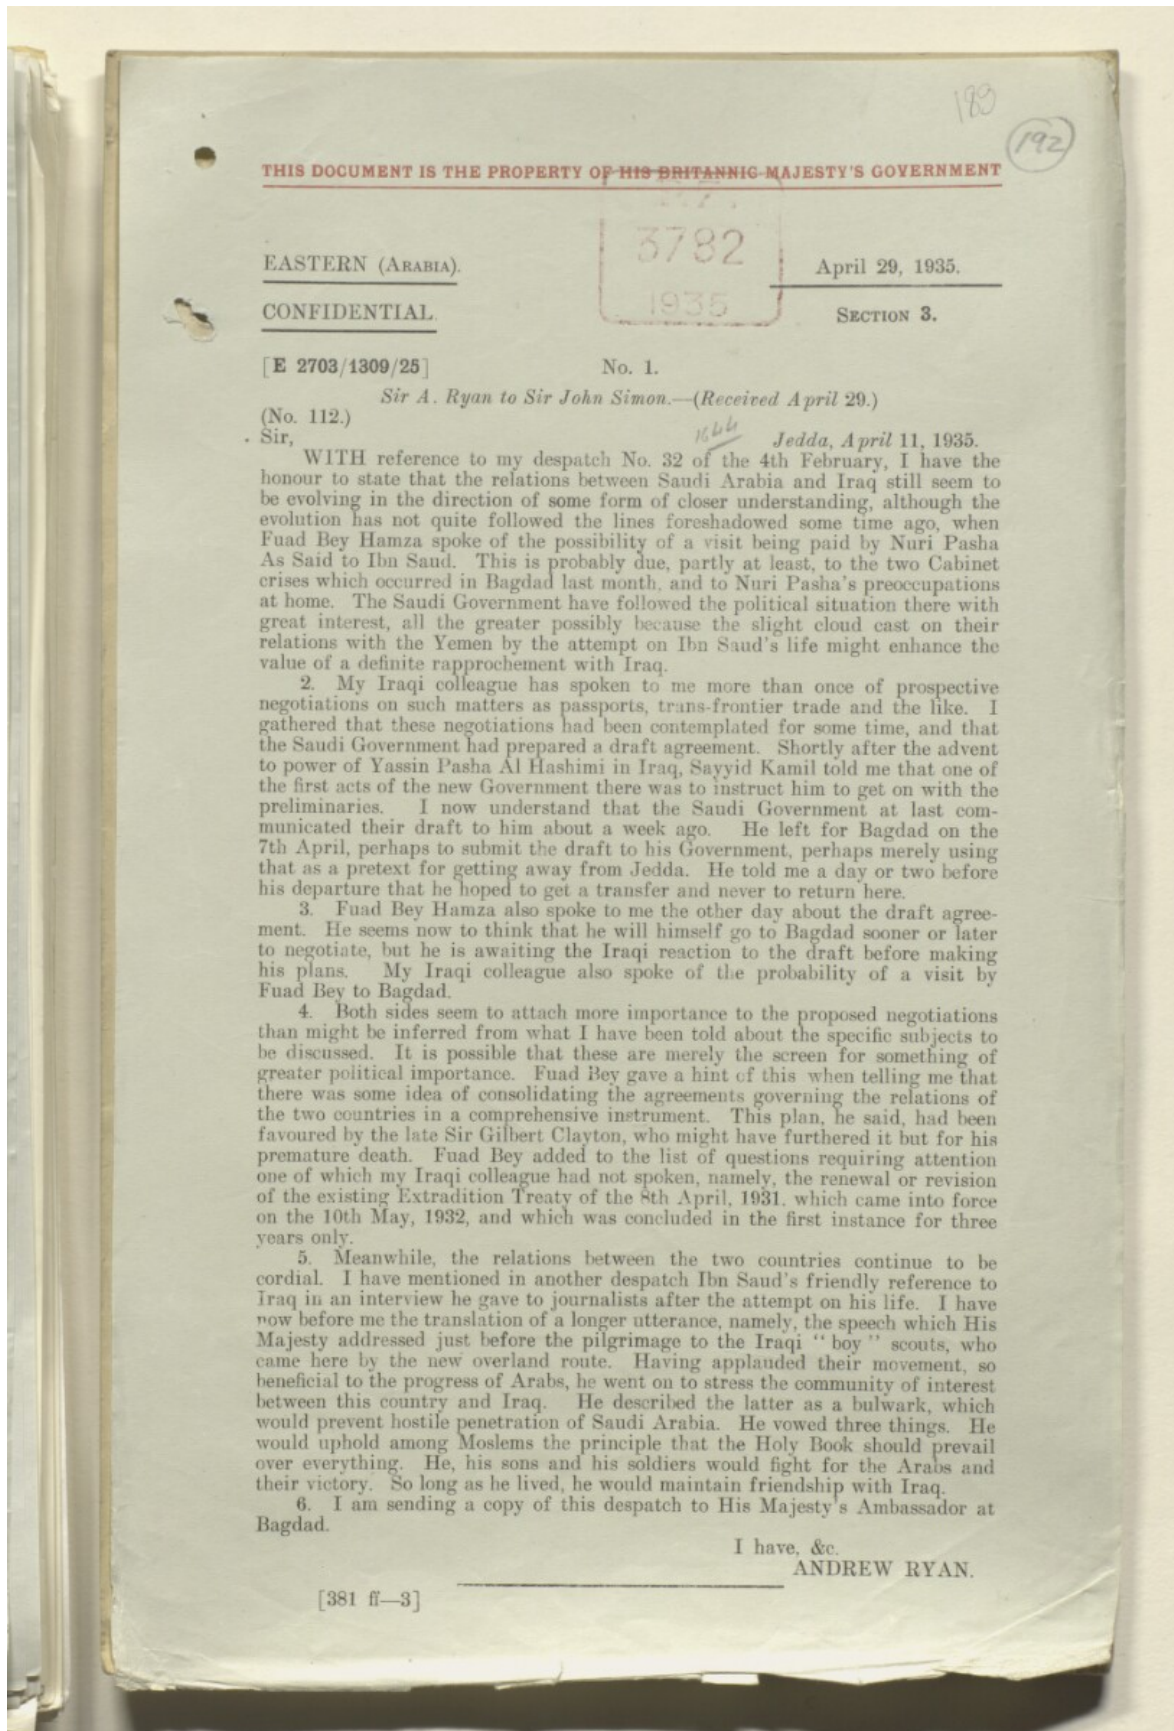 189
192
THIS DOCUMENT IS THE PROPERTY OF HIS BRITANNIC MAJESTY'S GOVERNMENT
3782
1935
EASTERN (ARABIA).
April 29, 1935.
CONFIDENTIAL.
SECTION 3.
[E 2703/1309/25]
No. 1.
Sir A. Ryan to Sir John Simon.—(Received April 29.)
(No. 112.)
Sir,
1644
Jedda, April 11, 1935.
WITH reference to my despatch No. 32 of the 4th February, I have the
honour to state that the relations between Saudi Arabia and Iraq still seem to
be evolving in the direction of some form of closer understanding, although the
evolution has not quite followed the lines foreshadowed some time ago, when
Fuad Bey Hamza spoke of the possibility of a visit being paid by Nuri Pasha
As Said to Ibn Saud. This is probably due, partly at least, to the two Cabinet
crises which occurred in Bagdad last month, and to Nuri Pasha's preoccupations
at home. The Saudi Government have followed the political situation there with
great interest, all the greater possibly because the slight cloud cast on their
relations with the Yemen by the attempt on Ibn Saud's life might enhance the
value of a definite rapprochement with Iraq.
2. My Iraqi colleague has spoken to me more than once of prospective
negotiations on such matters as passports, trans-frontier trade and the like. I
gathered that these negotiations had been contemplated for some time, and that
the Saudi Government had prepared a draft agreement. Shortly after the advent
to power of Yassin Pasha Al Hashimi in Iraq, Sayyid Kamil told me that one of
the first acts of the new Government there was to instruct him to get on with the
preliminaries. I now understand that the Saudi Government at last com-
municated their draft to him about a week ago. He left for Bagdad on the
7th April, perhaps to submit the draft to his Government, perhaps merely using
that as a pretext for getting away from Jedda. He told me a day or two before
his departure that he hoped to get a transfer and never to return here.
3. Fuad Bey Hamza also spoke to me the other day about the draft agree-
ment. He seems now to think that he will himself go to Bagdad sooner or later
to negotiate, but he is awaiting the Iraqi reaction to the draft before making
his plans. My Iraqi colleague also spoke of the probability of a visit by
Fuad Bey to Bagdad.
4. Both sides seem to attach more importance to the proposed negotiations
than might be inferred from what I have been told about the specific subjects to
be discussed. It is possible that these are merely the screen for something of
greater political importance. Fuad Bey gave a hint of this when telling me that
there was some idea of consolidating the agreements governing the relations of
the two countries in a comprehensive instrument. This plan, he said, had been
favoured by the late Sir Gilbert Clayton, who might have furthered it but for his
premature death. Fuad Bey added to the list of questions requiring attention
one of which my Iraqi colleague had not spoken, namely, the renewal or revision
of the existing Extradition Treaty of the 8th April, 1931, which came into force
on the 10th May, 1932, and which was concluded in the first instance for three
years only.
5. Meanwhile, the relations between the two countries continue to be
cordial. I have mentioned in another despatch Ibn Saud's friendly reference to
Iraq in an interview he gave to journalists after the attempt on his life. I have
now before me the translation of a longer utterance, namely, the speech which His
Majesty addressed just before the pilgrimage to the Iraqi "boy" scouts, who
came here by the new overland route. Having applauded their movement, so
beneficial to the progress of Arabs, he went on to stress the community of interest
between this country and Iraq. He described the latter as a bulwark, which
would prevent hostile penetration of Saudi Arabia. He vowed three things. He
would uphold among Moslems the principle that the Holy Book should prevail
over everything. He, his sons and his soldiers would fight for the Arabs and
their victory. So long as he lived, he would maintain friendship with Iraq.
6. I am sending a copy of this despatch to His Majesty's Ambassador at
Bagdad.
I have, &c.
ANDREW RYAN.
[381 ff—3]